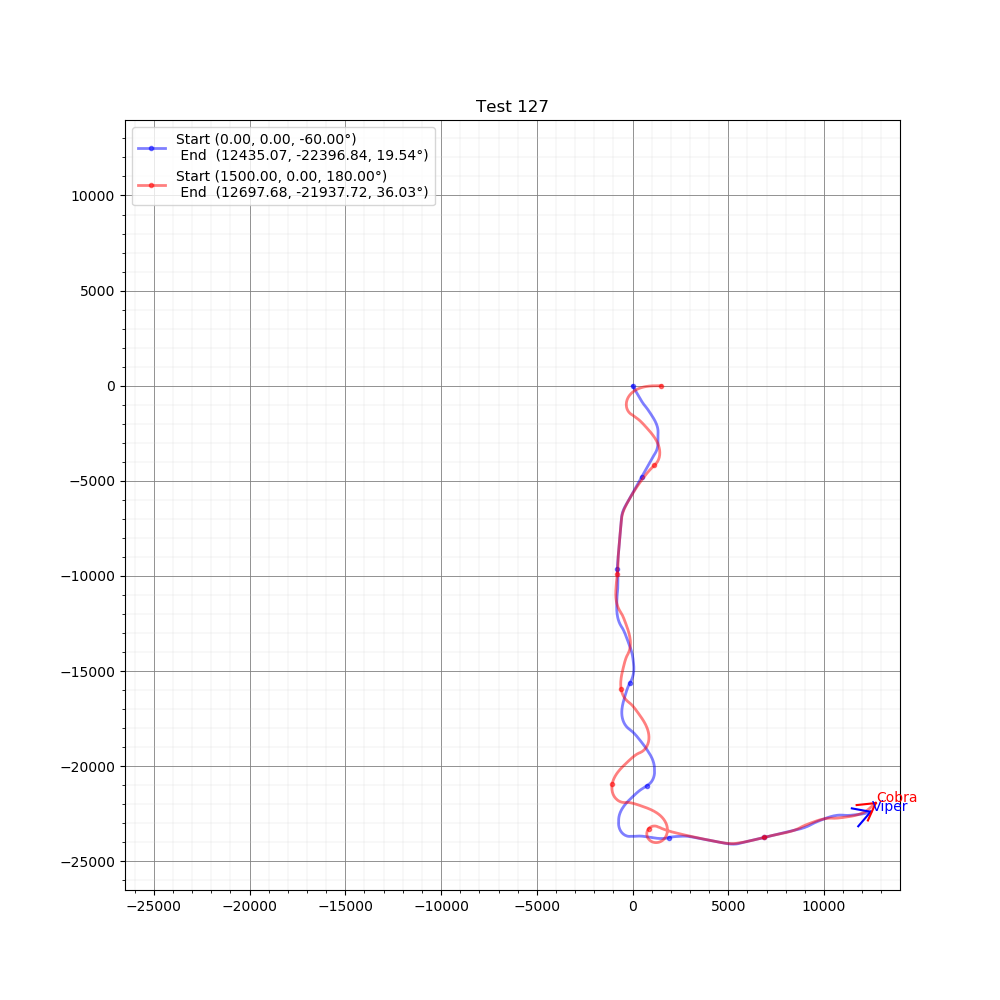 Test 127
Start (0.00, 0.00, -60.00°)
End (12435.07, -22396.84, 19.54°)
Start (1500.00, 0.00, 180.00°)
End (12697.68, -21937.72, 36.03°)
10000
5000
0
−5000
−10000
−15000
−20000
−25000
Cobra
Viper
−25000 −20000 −15000 −10000 −5000 0 5000 10000